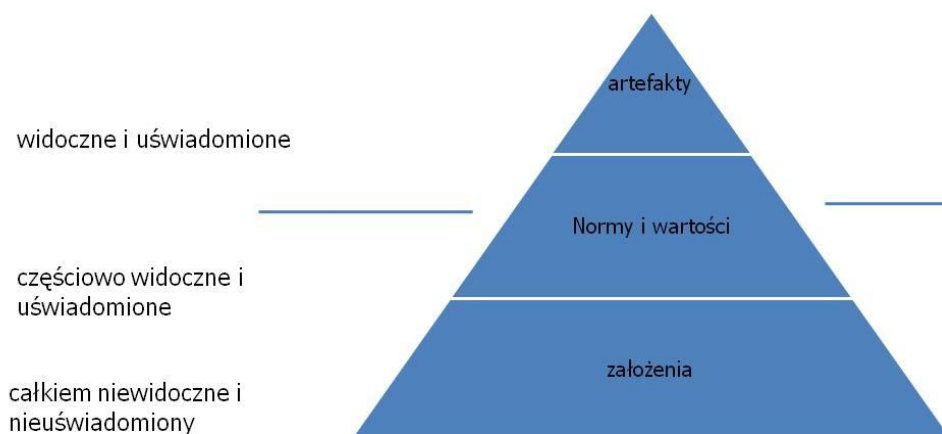 artefakty
widoczne i uświadomione
Normy i wartości
częściowo widoczne i
uświadomione
założenia
całkiem niewidoczne i
nieuświadomiony